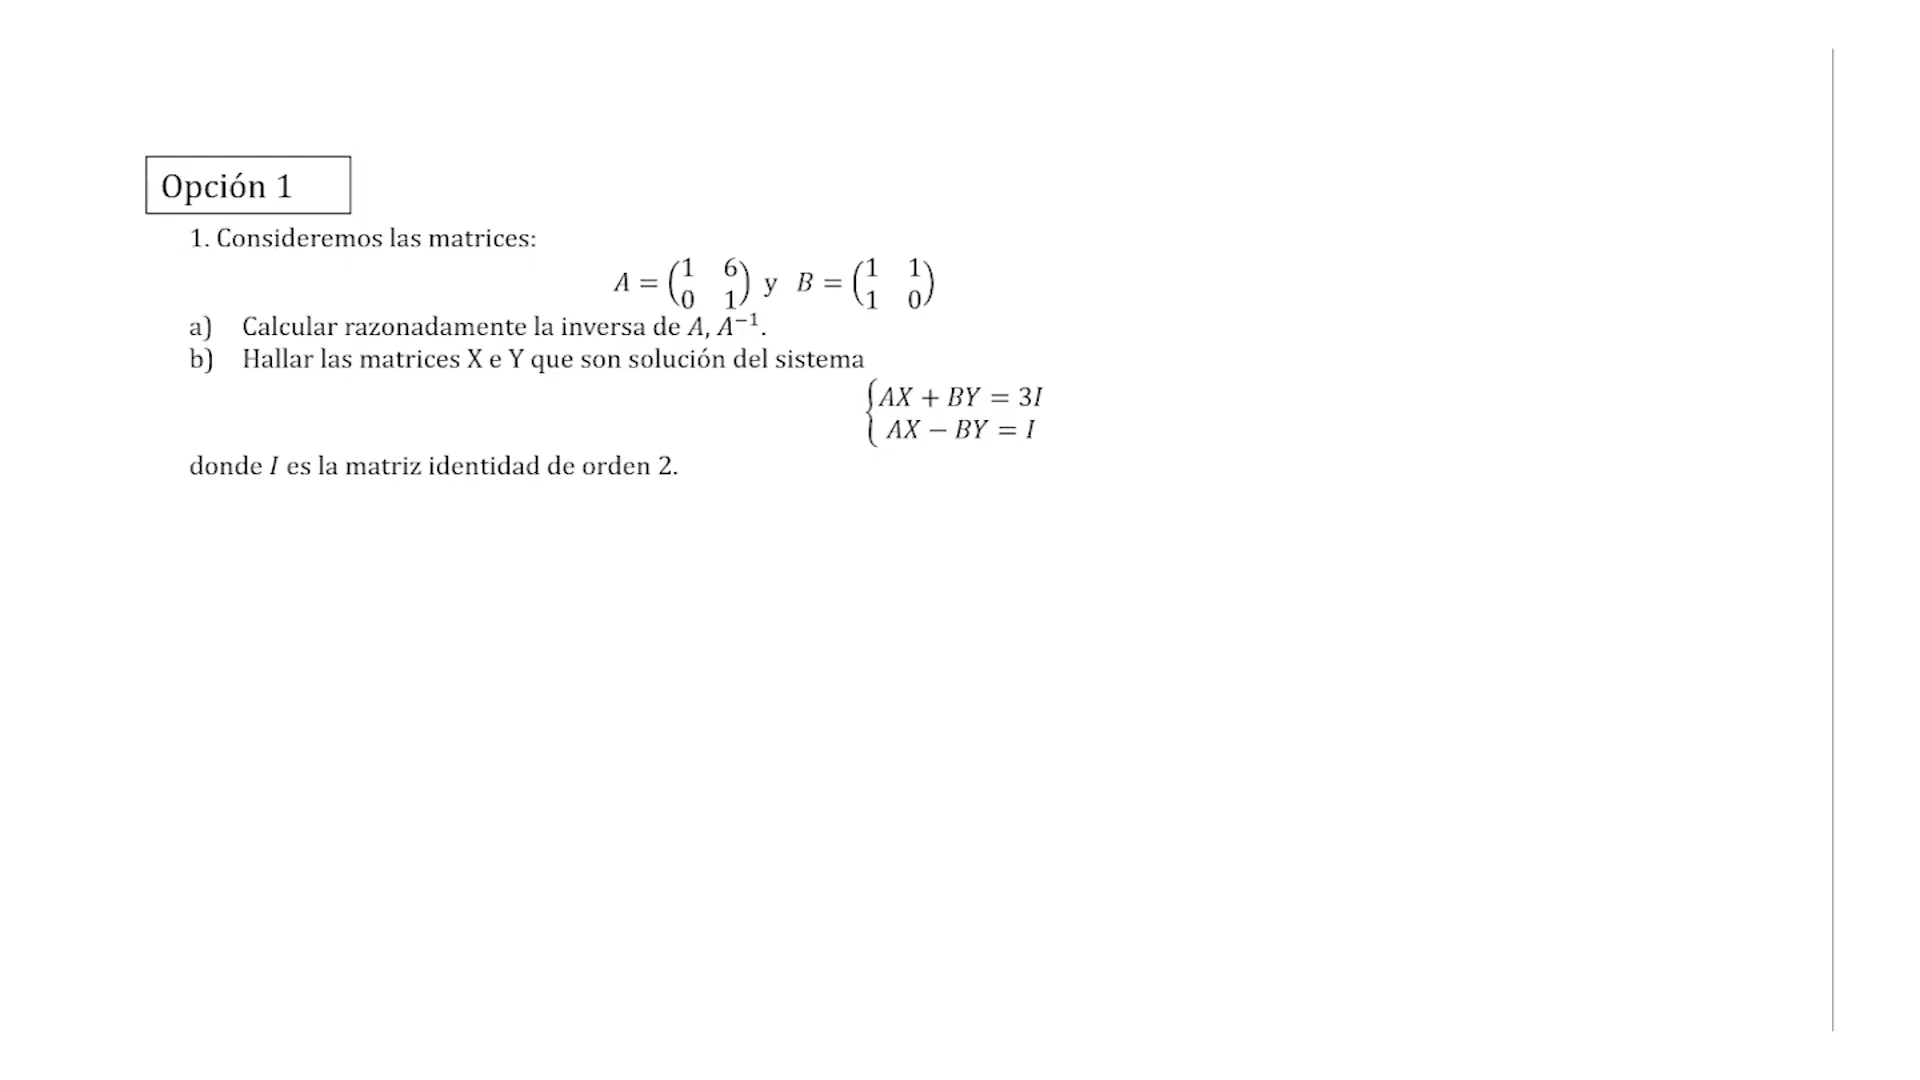 Opción 1
1. Consideremos las matrices:
A = (1 6
0 1) y B = (1 1
1 0)
a) Calcular razonadamente la inversa de A, A⁻¹.
b) Hallar las matrices X e Y que son solución del sistema
{AX + BY = 3I
AX − BY = I
donde I es la matriz identidad de orden 2.